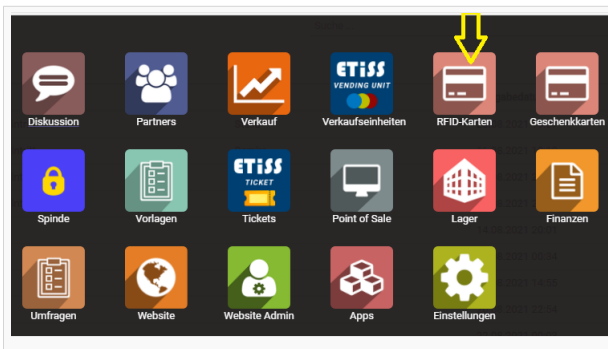 Diskussion
Partners
Verkauf
ETiSS
VENDING UNIT
Verkaufseinheiten
RFID-Karten
Geschenkkarten
Spinde
Vorlagen
ETiSS
TICKET
Tickets
Point of Sale
Lager
Finanzen
Umfragen
Website
Website Admin
Apps
Einstellungen